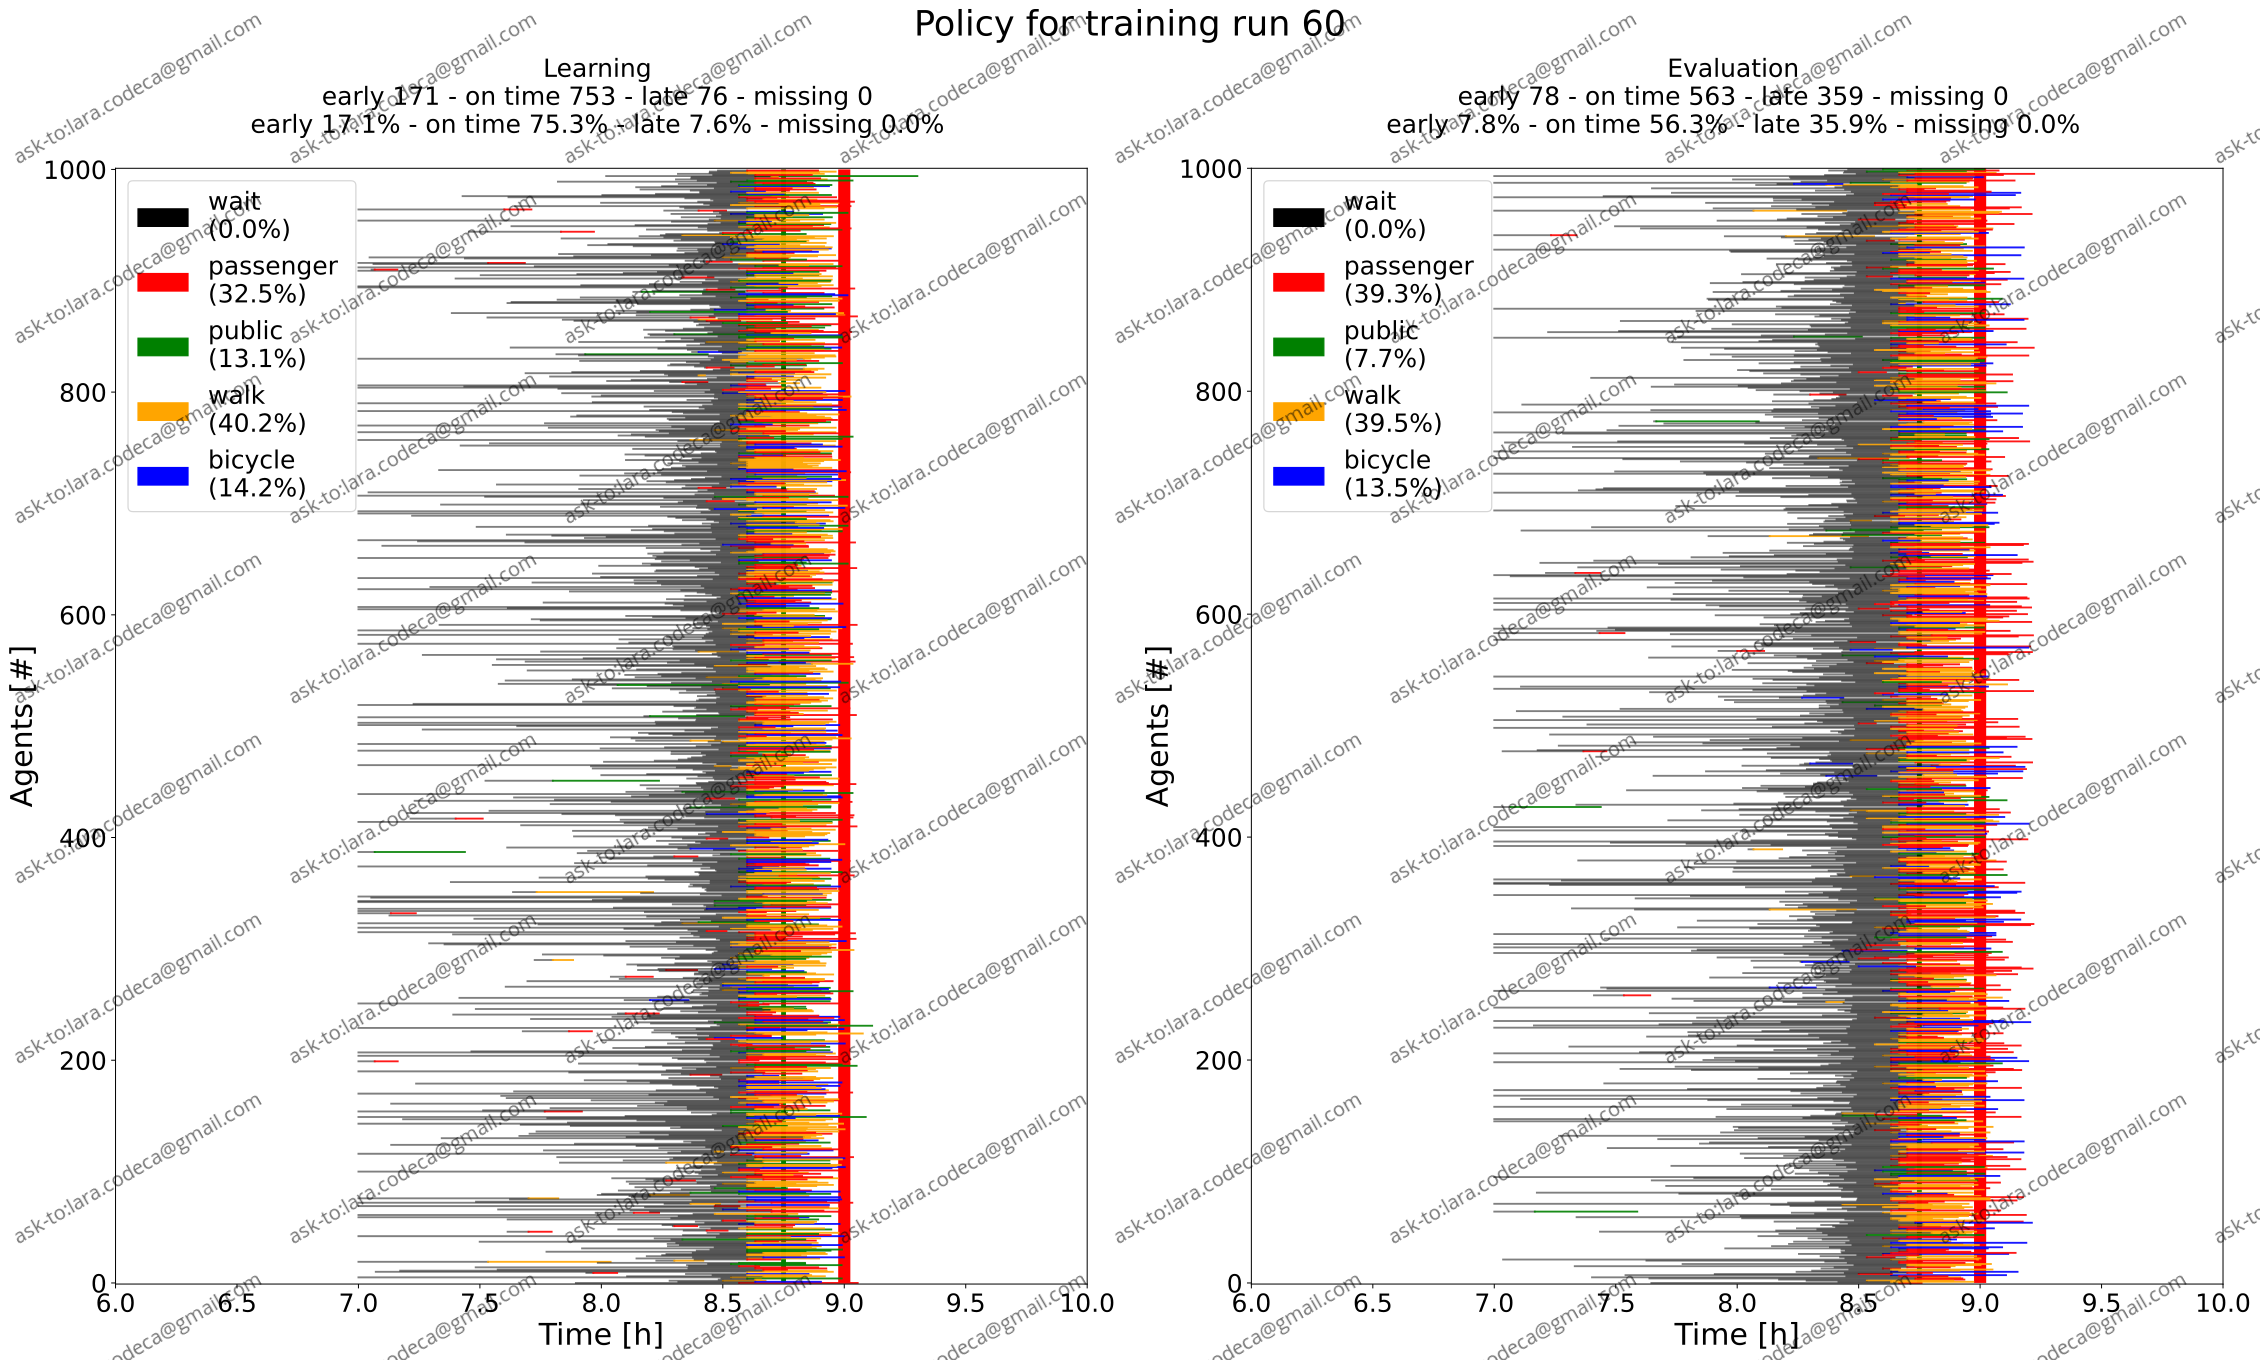 Policy for training run 60
Learning
early 171 - on time 753 - late 76 - missing 0
early 17.1% - on time 75.3% - late 7.6% - missing 0.0%
1000
800
600
400
200
0
Agents [#]
wait
(0.0%)
passenger
(32.5%)
public
(13.1%)
walk
(40.2%)
bicycle
(14.2%)
6.0 6.5 7.0 7.5 8.0 8.5 9.0 9.5 10.0
Time [h]
Evaluation
early 78 - on time 563 - late 359 - missing 0
early 7.8% - on time 56.3% - late 35.9% - missing 0.0%
1000
800
600
400
200
0
Agents [#]
wait
(0.0%)
passenger
(39.3%)
public
(7.7%)
walk
(39.5%)
bicycle
(13.5%)
6.0 6.5 7.0 7.5 8.0 8.5 9.0 9.5 10.0
Time [h]
ask-to:lara.codeca@gmail.com